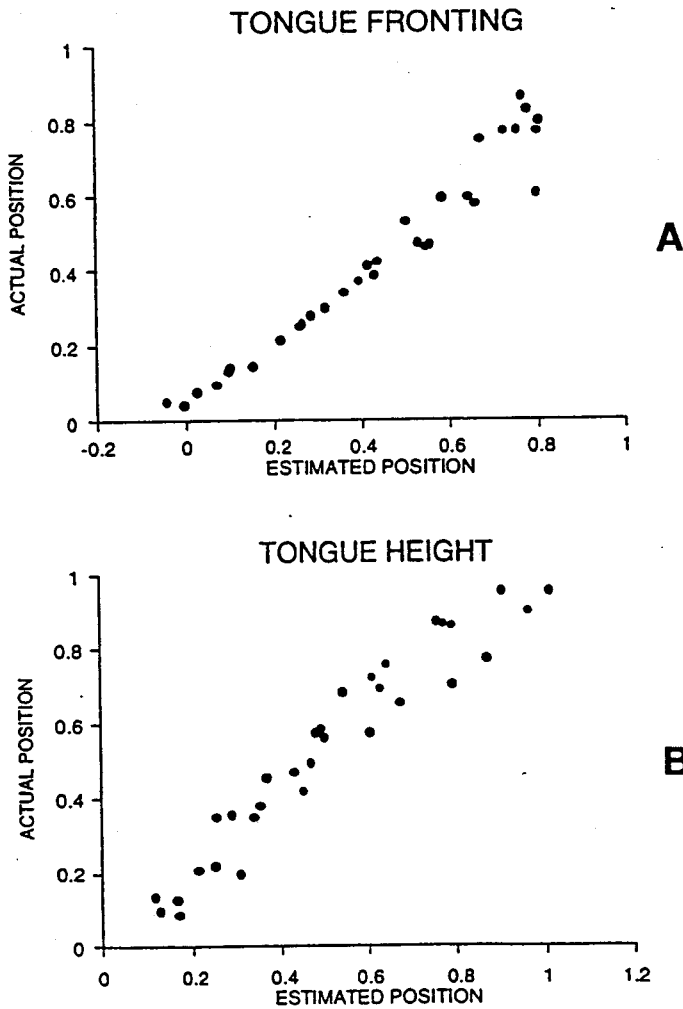 TONGUE FRONTING
1
0.8
0.6
0.4
0.2
0
ACTUAL POSITION
-0.2 0 0.2 0.4 0.6 0.8 1
ESTIMATED POSITION
A
TONGUE HEIGHT
1
0.8
0.6
0.4
0.2
0
ACTUAL POSITION
0 0.2 0.4 0.6 0.8 1 1.2
ESTIMATED POSITION
B